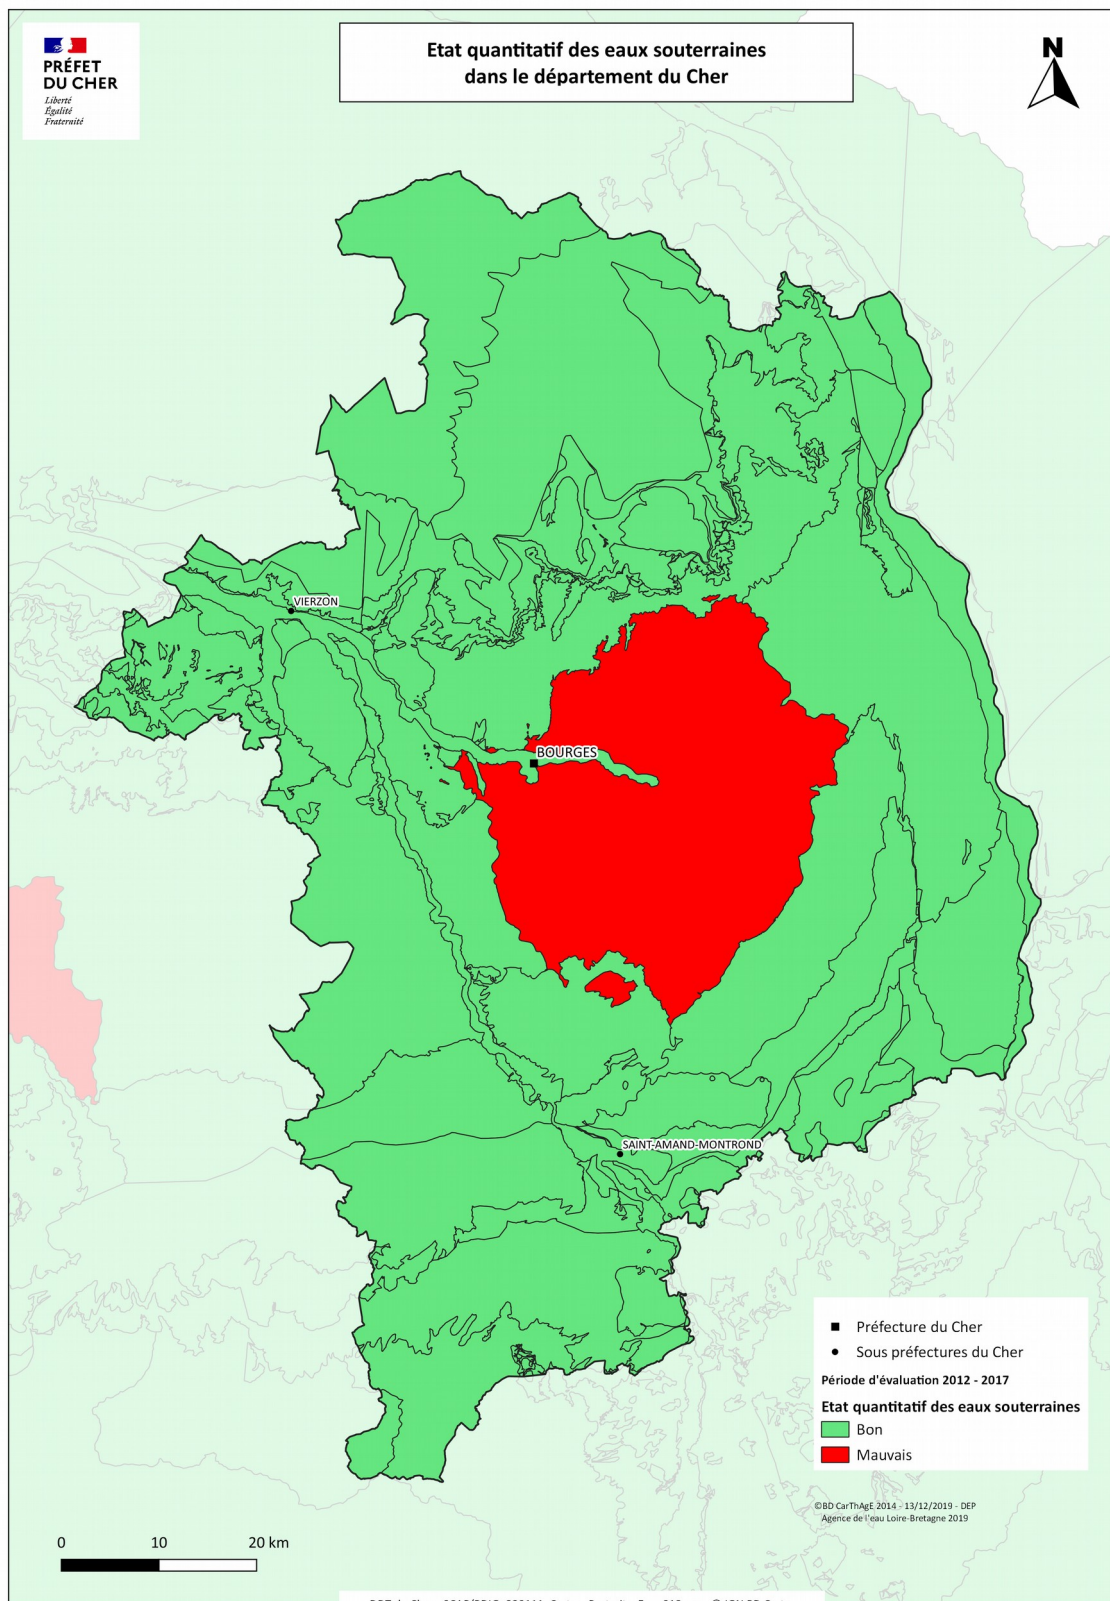 PRÉFET
DU CHER
Liberté
Égalité
Fraternité
Etat quantitatif des eaux souterraines
dans le département du Cher
N
VIERZON
BOURGES
SAINT-AMAND-MONTROND
Préfecture du Cher
Sous préfectures du Cher
Période d'évaluation 2012 - 2017
Etat quantitatif des eaux souterraines
Bon
Mauvais
©BD CarThAgE 2014 - 13/12/2019 - DEP
Agence de l'eau Loire-Bretagne 2019
0 10 20 km